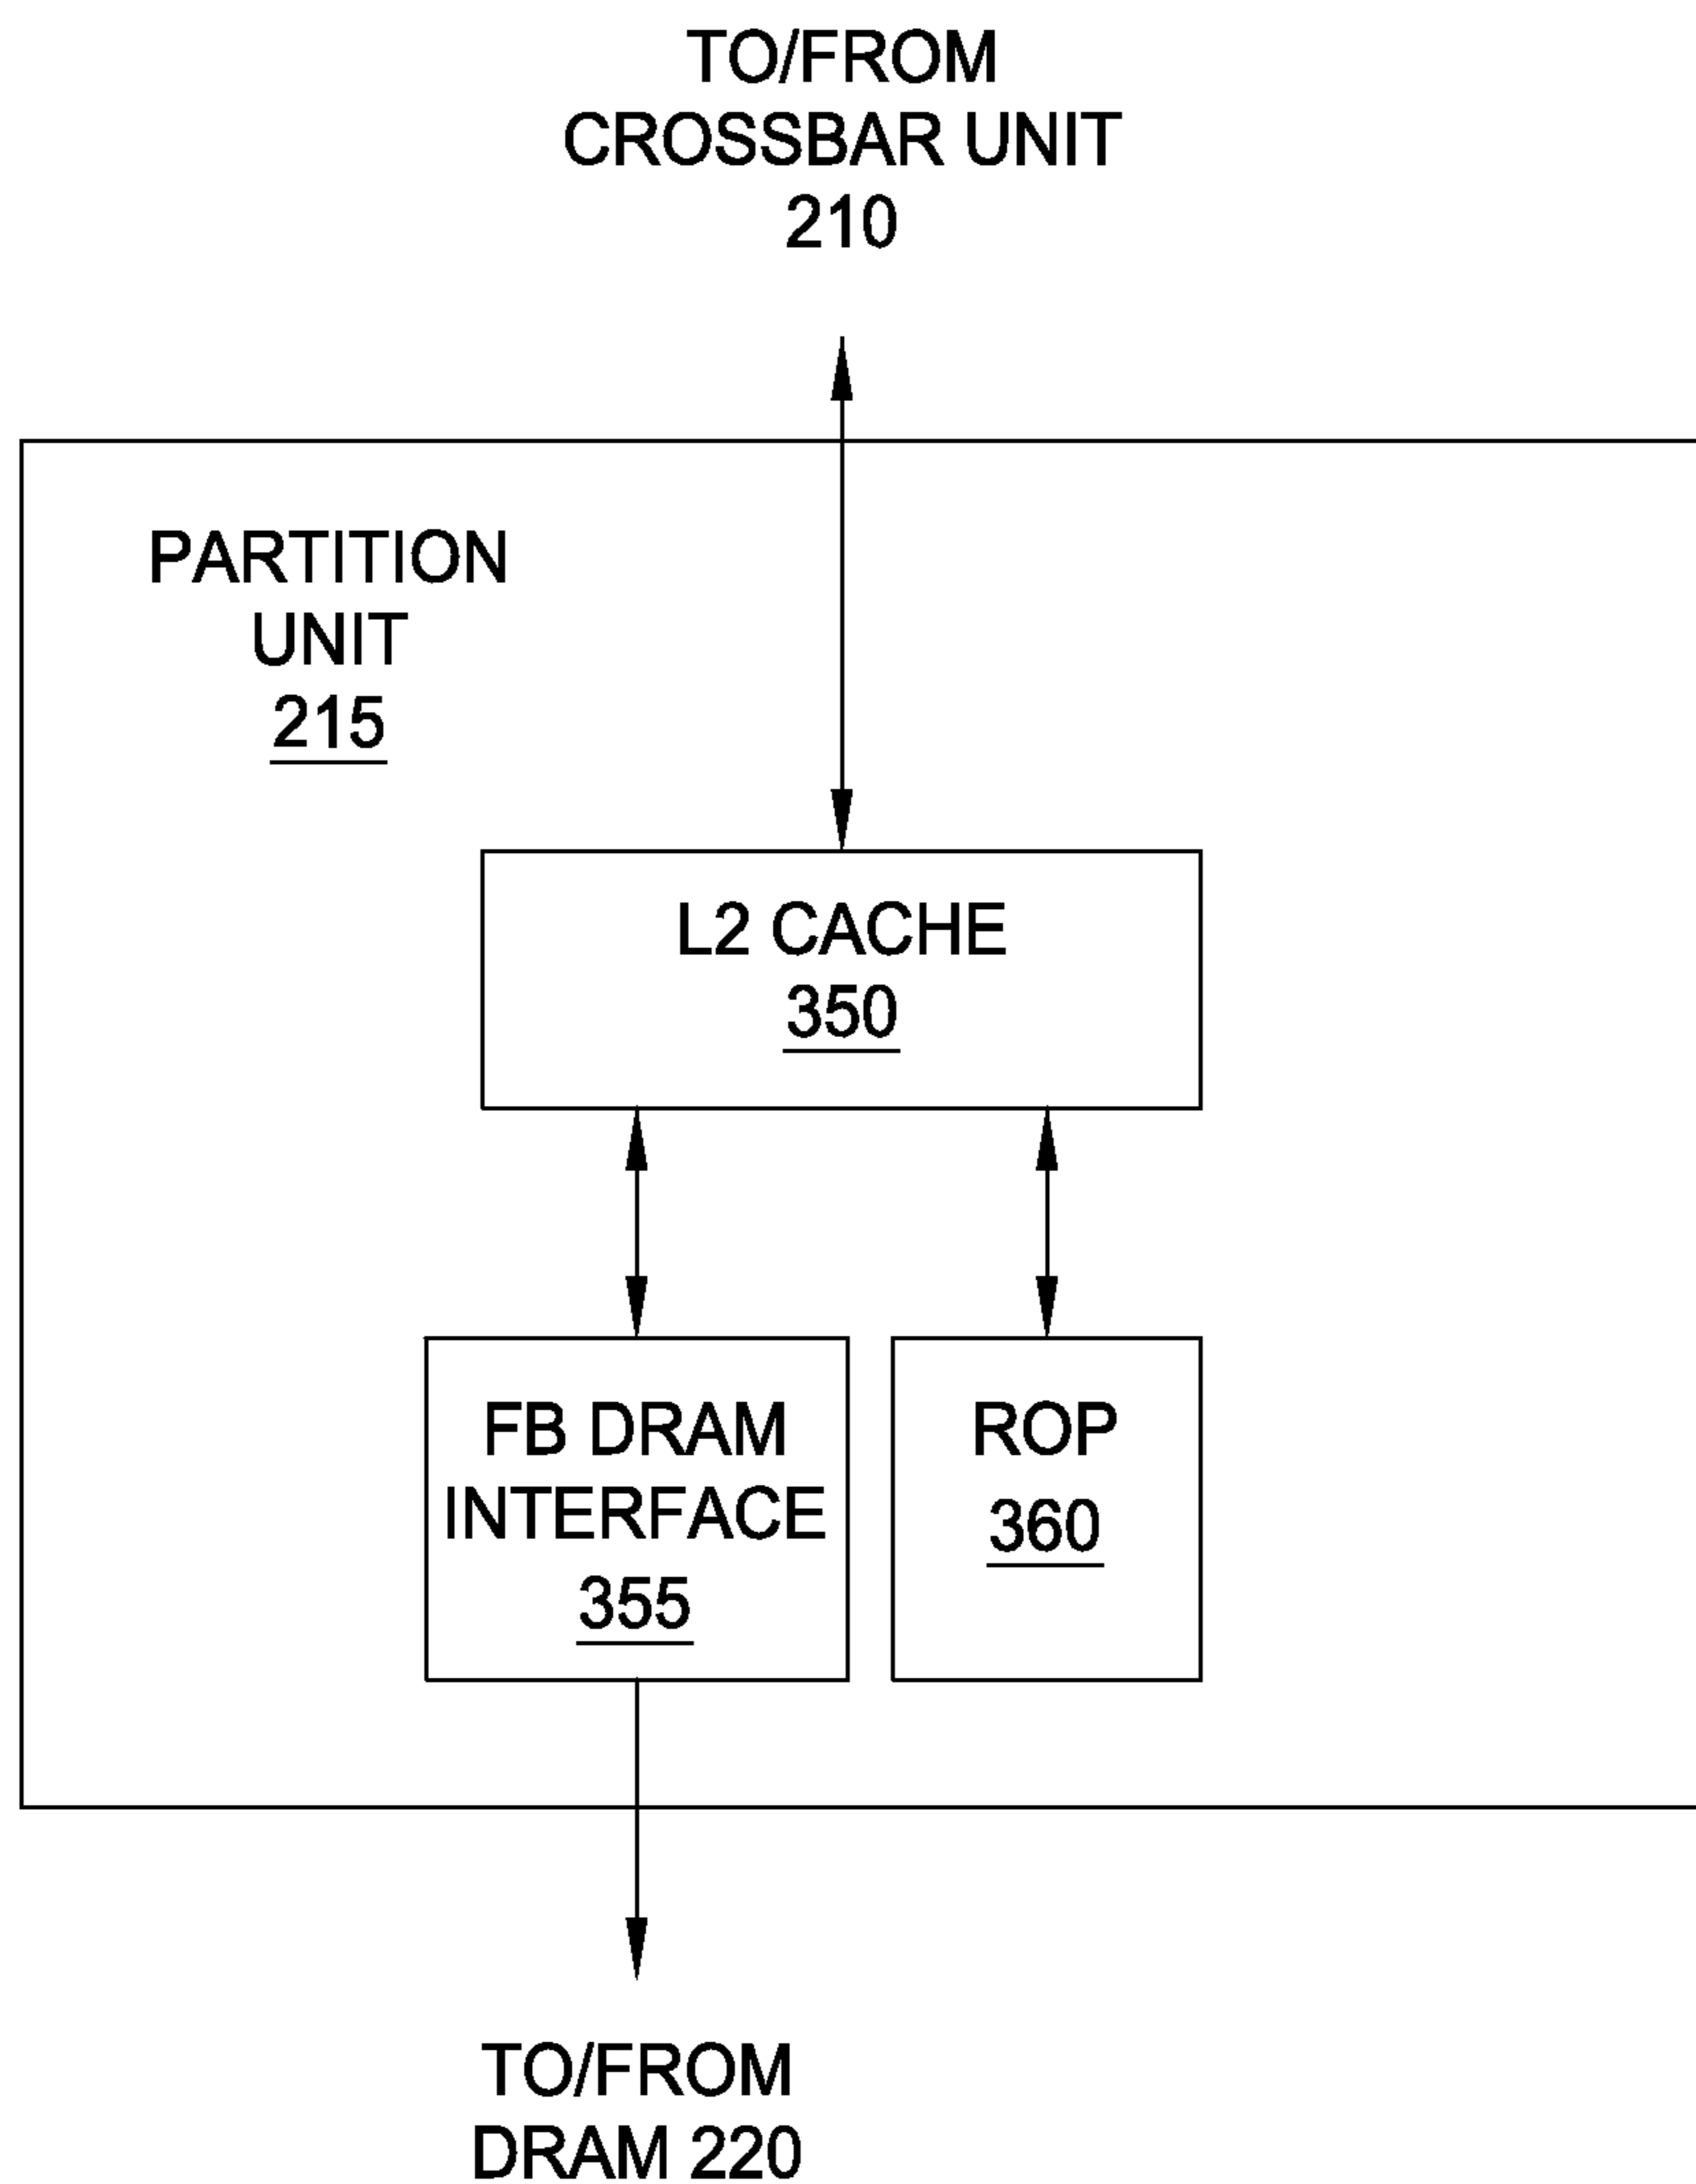 TO/FROM
CROSSBAR UNIT
210
PARTITION
UNIT
215
L2 CACHE
350
FB DRAM
INTERFACE
355
ROP
360
TO/FROM
DRAM 220